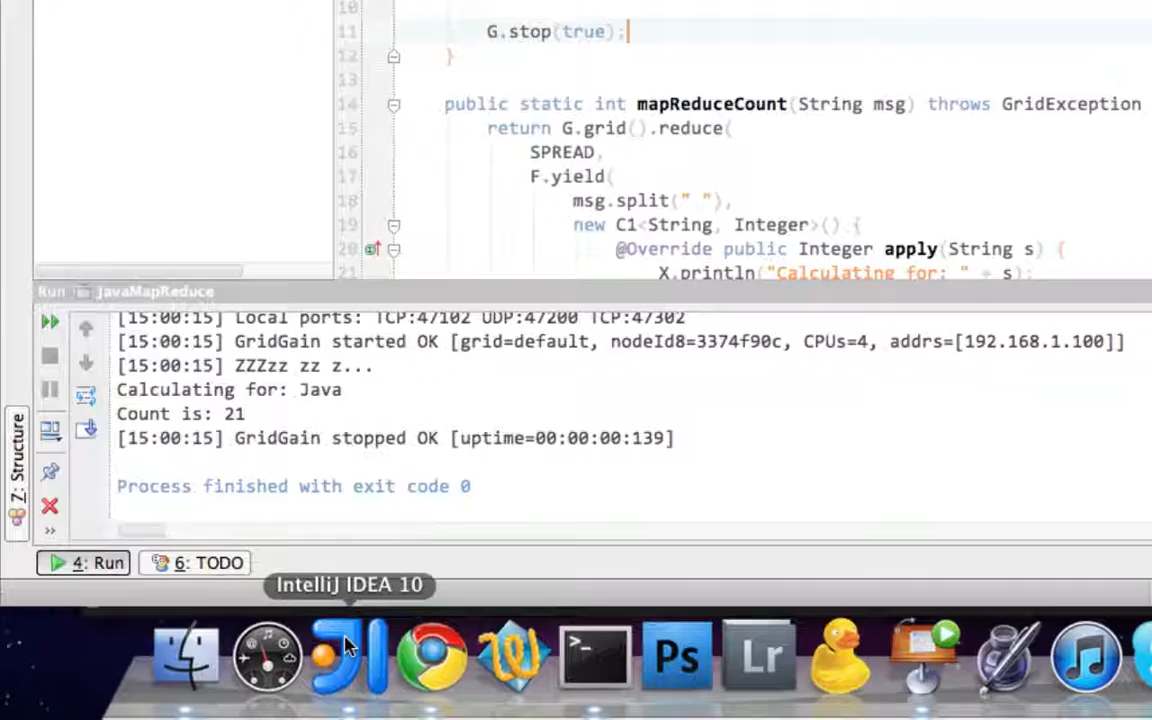 10
11 G.stop(true);
12 }
13
14 public static int mapReduceCount(String msg) throws GridException
15 return G.grid().reduce(
16 SPREAD,
17 F.yield(
18 msg.split(" "),
19 new C1<String, Integer>() {
20 @Override public Integer apply(String s) {
21 X.println("Calculating for: " + s);
Run JavaMapReduce
[15:00:15] Local ports: TCP:47102 UDP:47200 TCP:47302
[15:00:15] GridGain started OK [grid=default, nodeId8=3374f90c, CPUs=4, addrs=[192.168.1.100]]
[15:00:15] ZZZzz zz z...
Calculating for: Java
Count is: 21
[15:00:15] GridGain stopped OK [uptime=00:00:00:139]
Process finished with exit code 0
Z: Structure
4: Run 6: TODO
IntelliJ IDEA 10
Ps
Lr